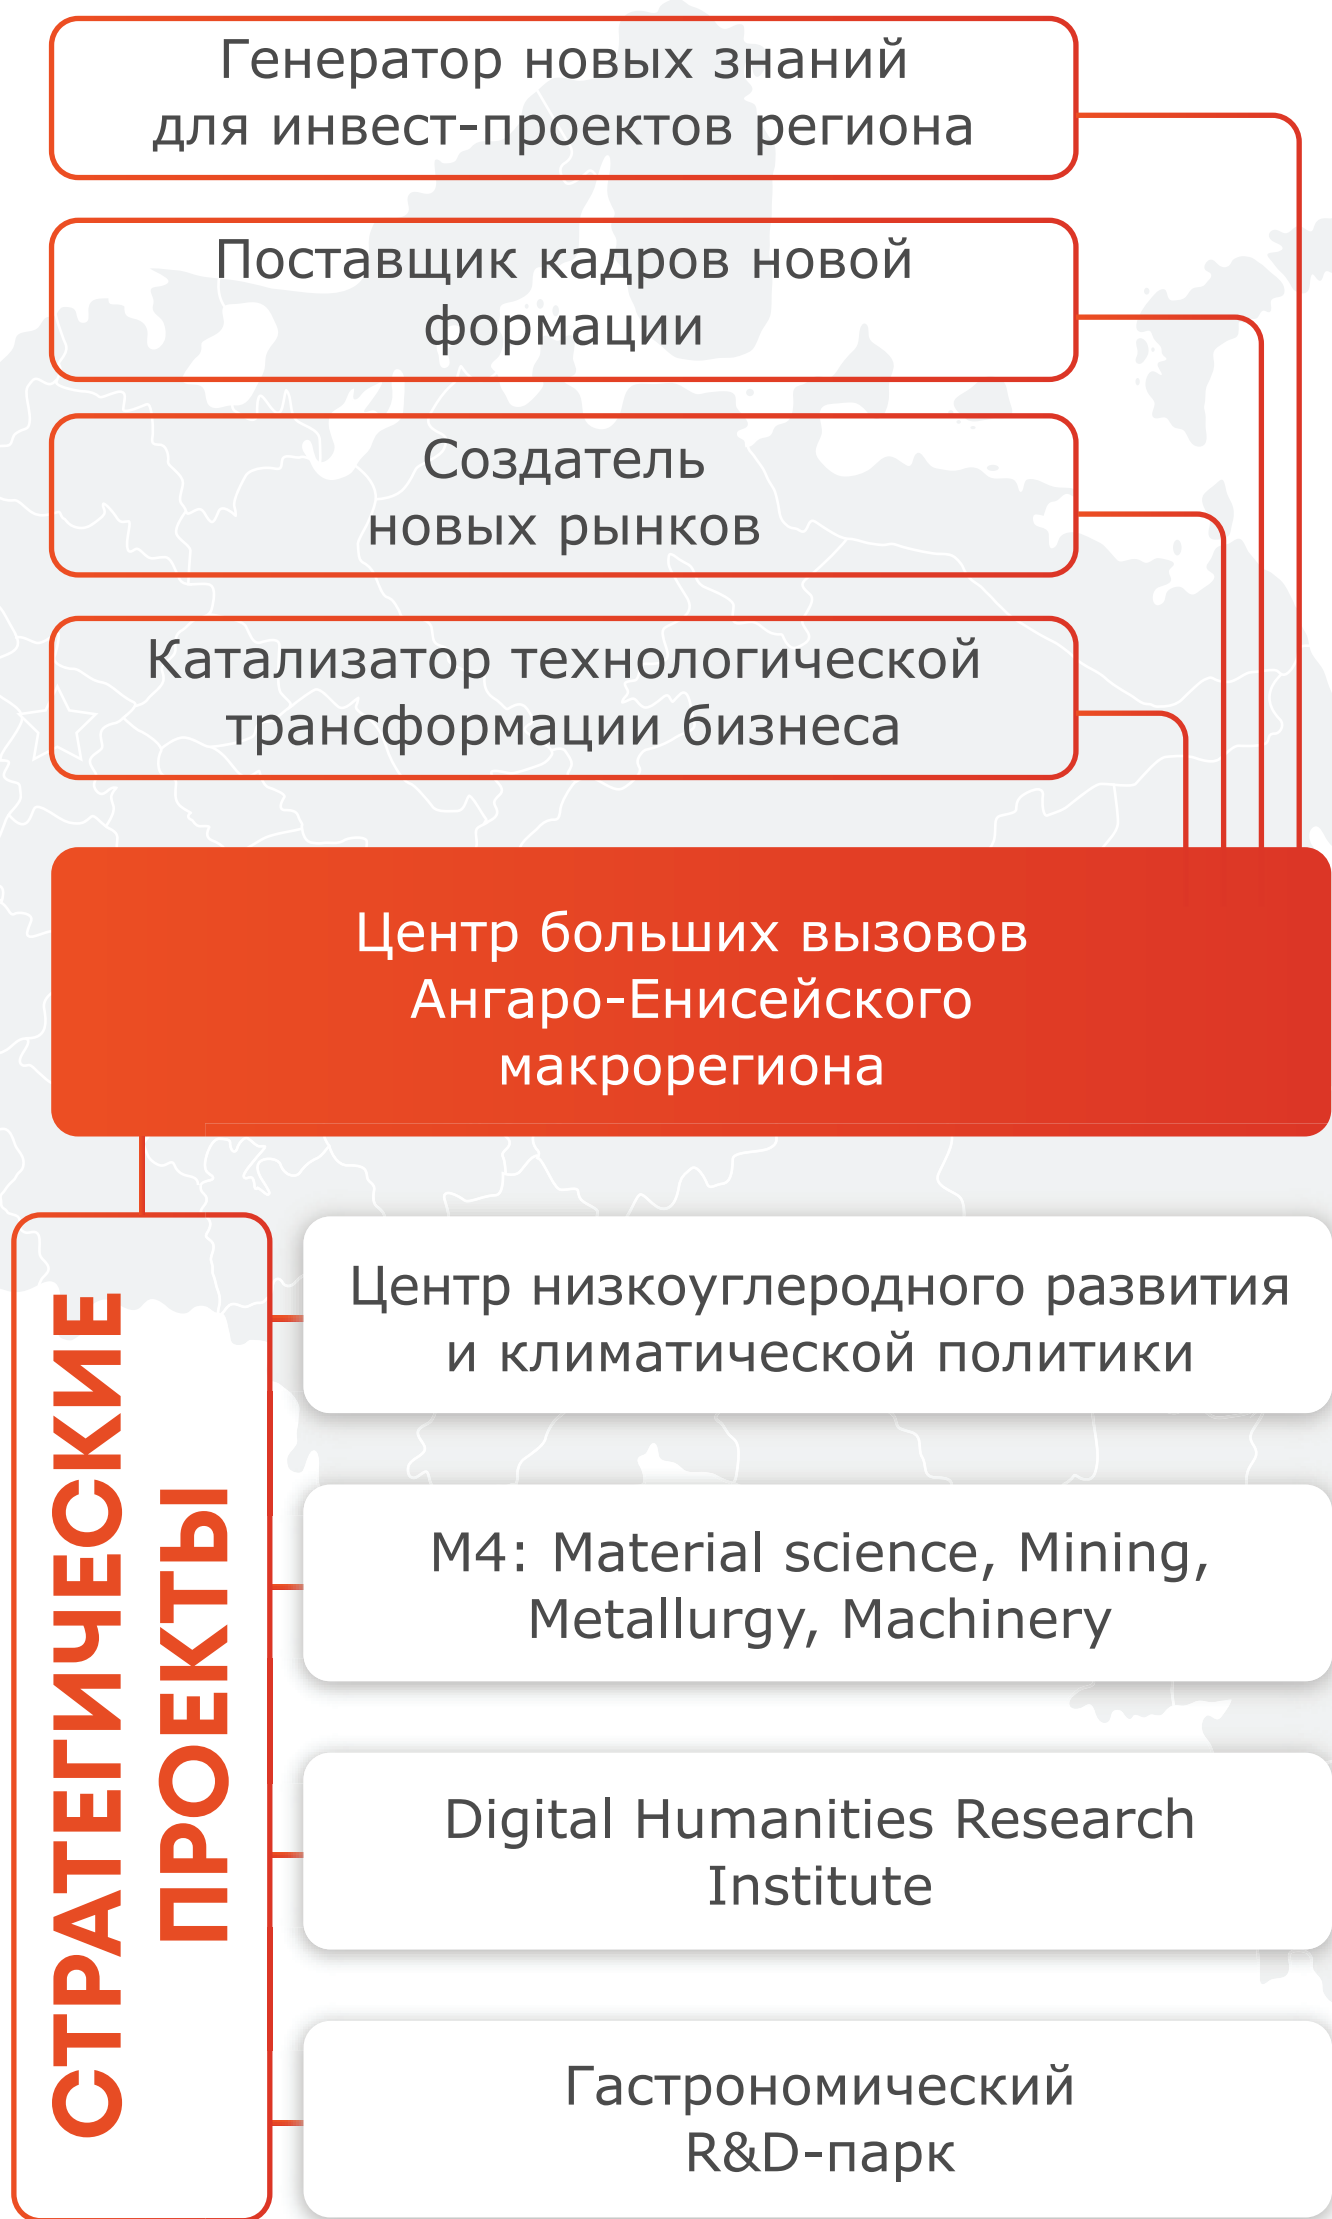 Генератор новых знаний
для инвест-проектов региона
Поставщик кадров новой
формации
Создатель
новых рынков
Катализатор технологической
трансформации бизнеса
Центр больших вызовов
Ангаро-Енисейского
макрорегиона
СТРАТЕГИЧЕСКИЕ
ПРОЕКТЫ
Центр низкоуглеродного развития
и климатической политики
M4: Material science, Mining,
Metallurgy, Machinery
Digital Humanities Research
Institute
Гастрономический
R&D-парк